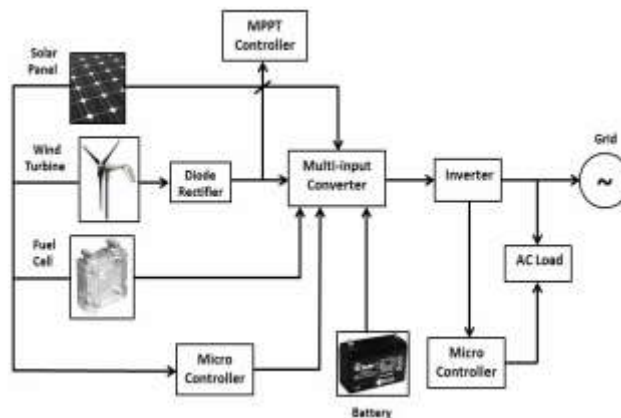 MPPT
Controller
Solar
Panel
Wind
Turbine
Diode
Rectifier
Multi-input
Converter
Inverter
Grid
~
Fuel
Cell
AC Load
Micro
Controller
Micro
Controller
Battery